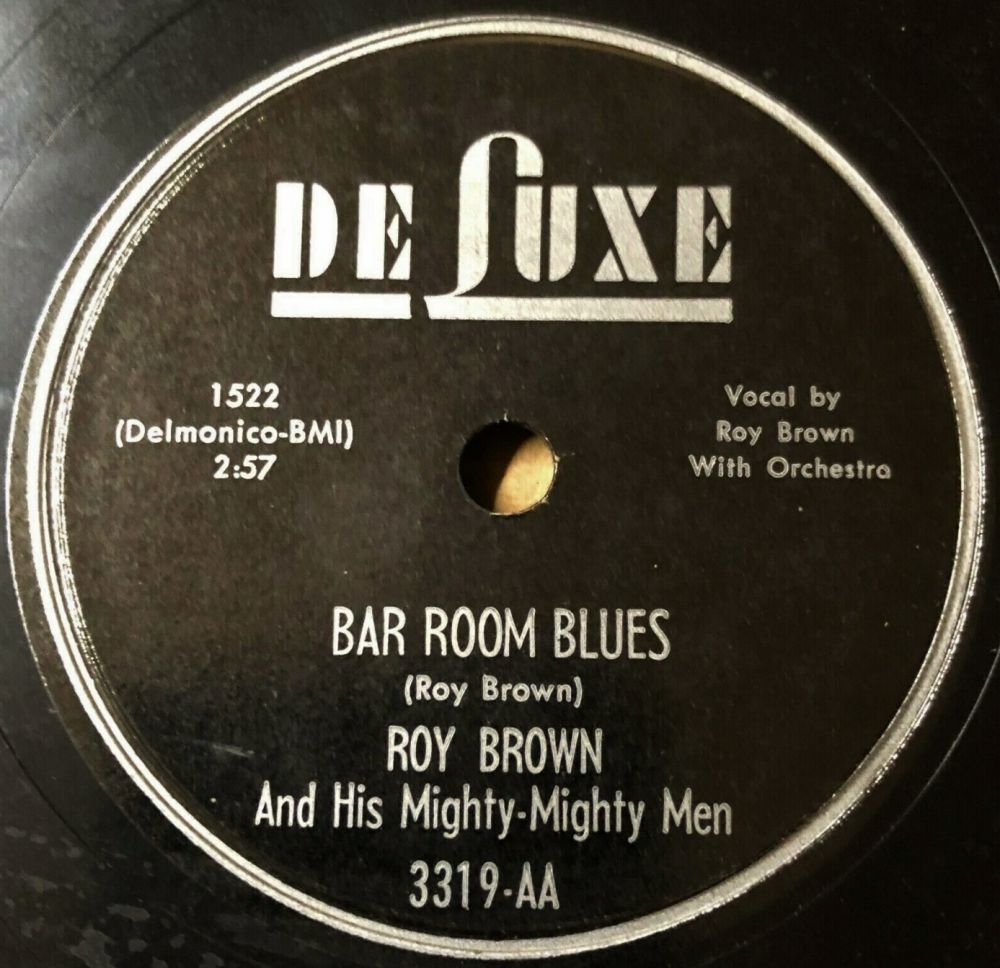 DE LUXE
1522
(Delmonico-BMI)
2:57
Vocal by
Roy Brown
With Orchestra
BAR ROOM BLUES
(Roy Brown)
ROY BROWN
And His Mighty-Mighty Men
3319-AA